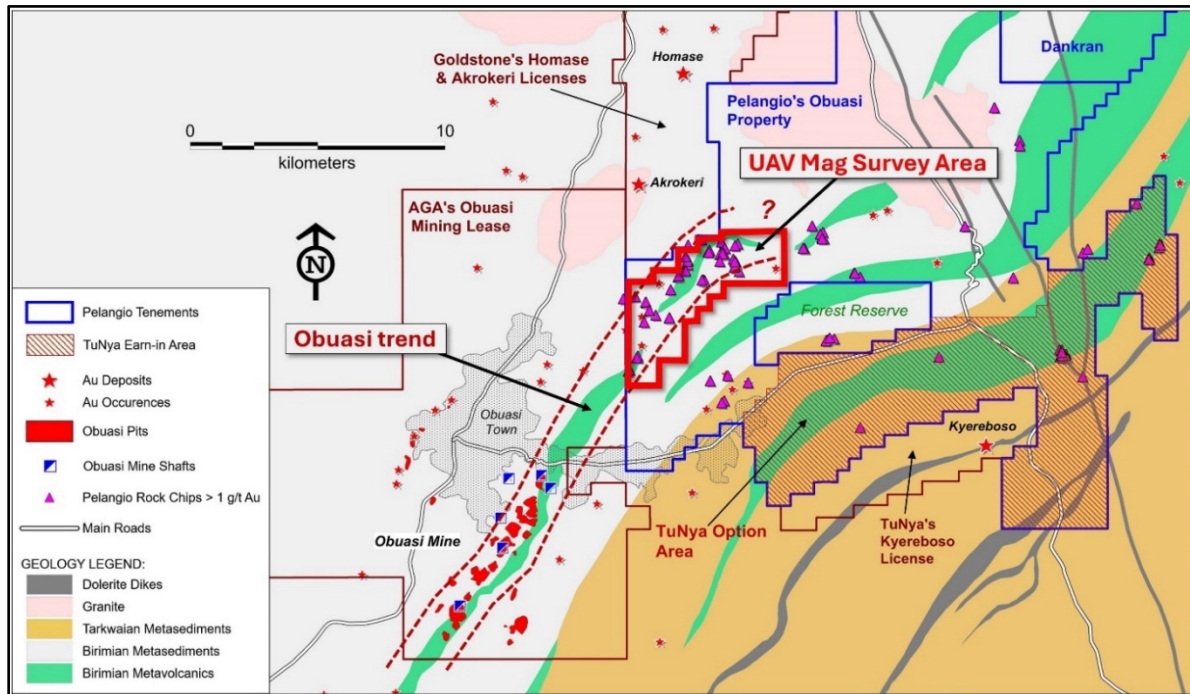 Goldstone's Homase
& Akrokeri Licenses
Homase
Dankran
Pelangio's Obuasi
Property
0
10
kilometers
UAV Mag Survey Area
Akrokeri
AGA's Obuasi
Mining Lease
?
N
Forest Reserve
Obuasi trend
Obuasi
Town
Kyereboso
Obuasi Mine
TuNya Option
Area
TuNya's
Kyereboso
License
Pelangio Tenements
TuNya Earn-in Area
Au Deposits
Au Occurences
Obuasi Pits
Obuasi Mine Shafts
Pelangio Rock Chips > 1 g/t Au
Main Roads
GEOLOGY LEGEND:
Dolerite Dikes
Granite
Tarkwaian Metasediments
Birimian Metasediments
Birimian Metavolcanics